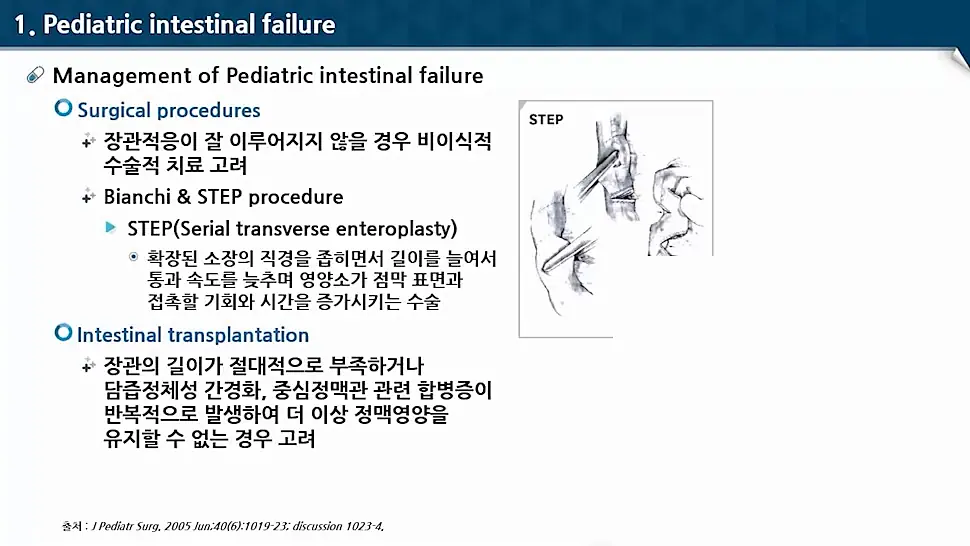 1. Pediatric intestinal failure
Management of Pediatric intestinal failure
Surgical procedures
장관적응이 잘 이루어지지 않을 경우 비이식적
수술적 치료 고려
Bianchi & STEP procedure
STEP(Serial transverse enteroplasty)
확장된 소장의 직경을 좁히면서 길이를 늘여서
통과 속도를 늦추며 영양소가 점막 표면과
접촉할 기회와 시간을 증가시키는 수술
Intestinal transplantation
장관의 길이가 절대적으로 부족하거나
담즙정체성 간경화, 중심정맥관 관련 합병증이
반복적으로 발생하여 더 이상 정맥영양을
유지할 수 없는 경우 고려
STEP
출처 : J Pediatr Surg. 2005 Jun;40(6):1019-23; discussion 1023-4.